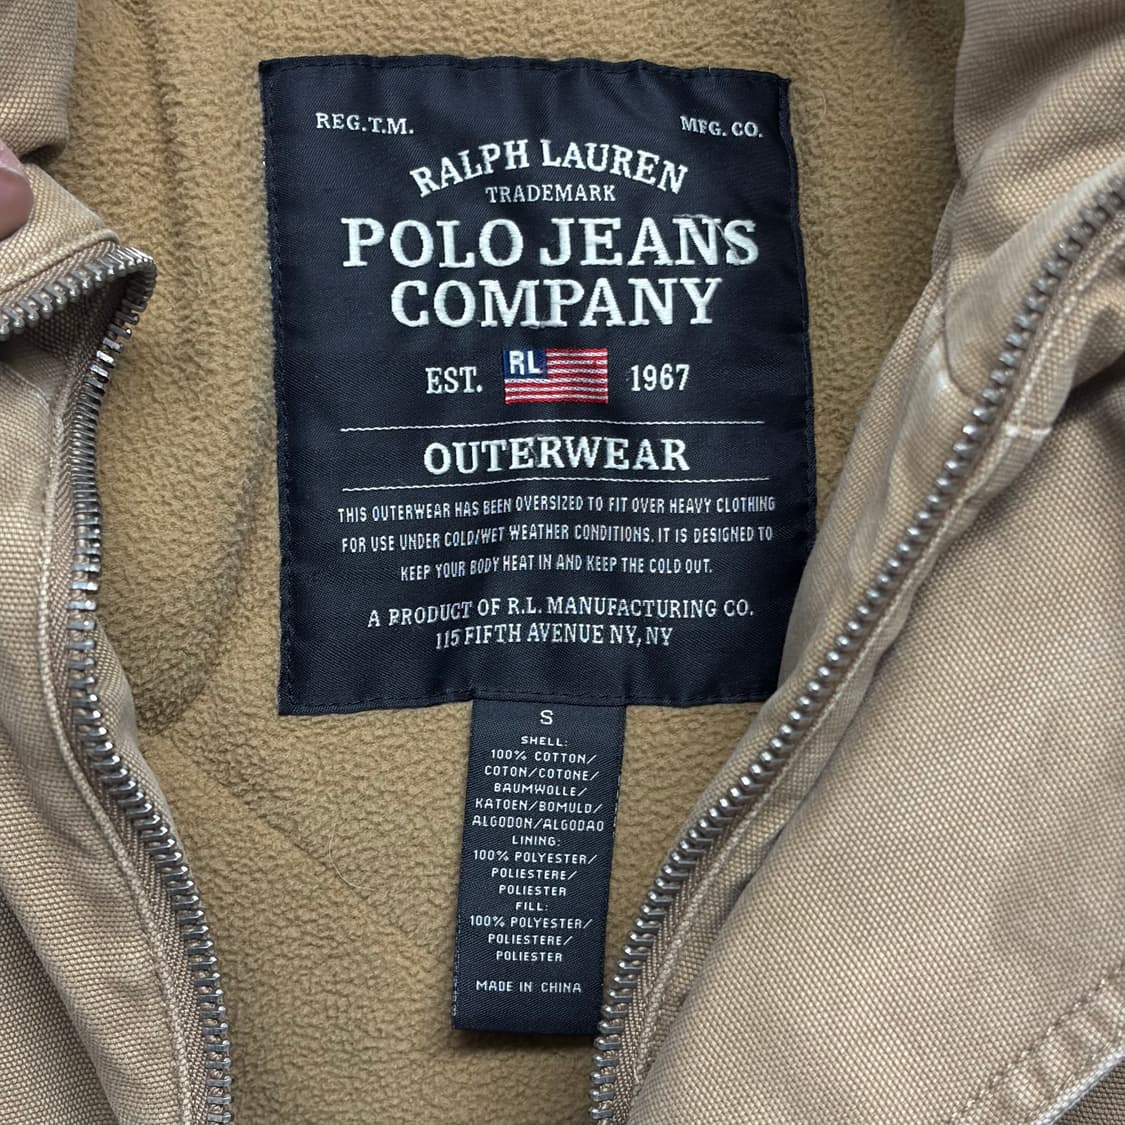 REG.T.M. MFG. CO.
RALPH LAUREN
TRADEMARK
POLO JEANS
COMPANY
EST. RL 1967
OUTERWEAR
THIS OUTERWEAR HAS BEEN OVERSIZED TO FIT OVER HEAVY CLOTHING
FOR USE UNDER COLD/WET WEATHER CONDITIONS. IT IS DESIGNED TO
KEEP YOUR BODY HEAT IN AND KEEP THE COLD OUT.
A PRODUCT OF R.L. MANUFACTURING CO.
115 FIFTH AVENUE NY, NY
S
SHELL:
100% COTTON/
COTON/COTONE/
BAUMWOLLE/
KATOEN/BOMULD/
ALGODON/ALGODAO
LINING:
100% POLYESTER/
POLIESTERE/
POLIESTER
FILL:
100% POLYESTER/
POLIESTERE/
POLIESTER
MADE IN CHINA